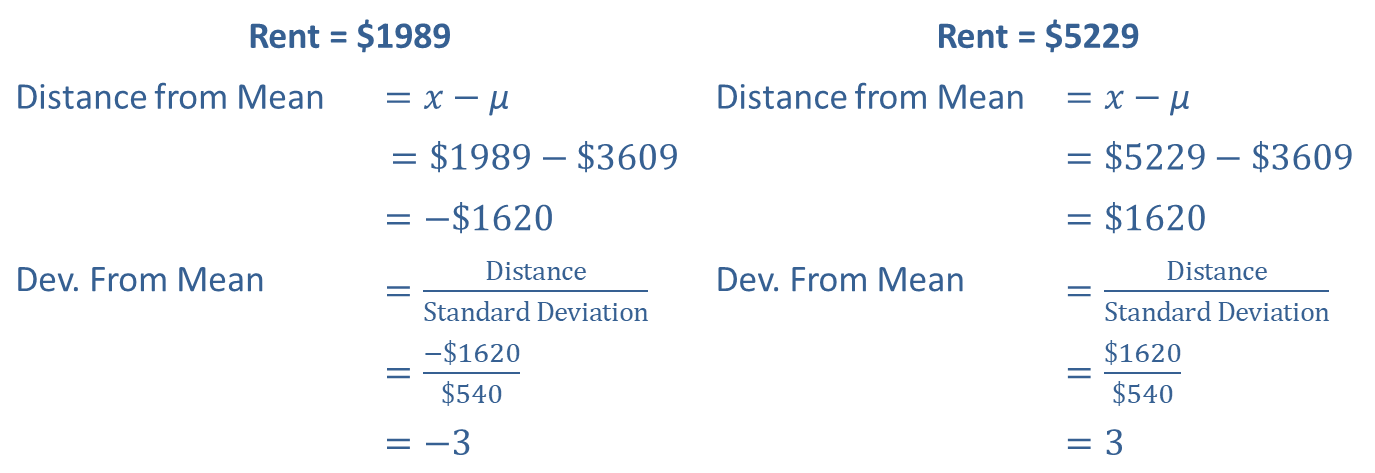 Rent = $1989
Distance from Mean = x − μ
= $1989 − $3609
= −$1620
Dev. From Mean = Distance / Standard Deviation
= −$1620 / $540
= −3
Rent = $5229
Distance from Mean = x − μ
= $5229 − $3609
= $1620
Dev. From Mean = Distance / Standard Deviation
= $1620 / $540
= 3